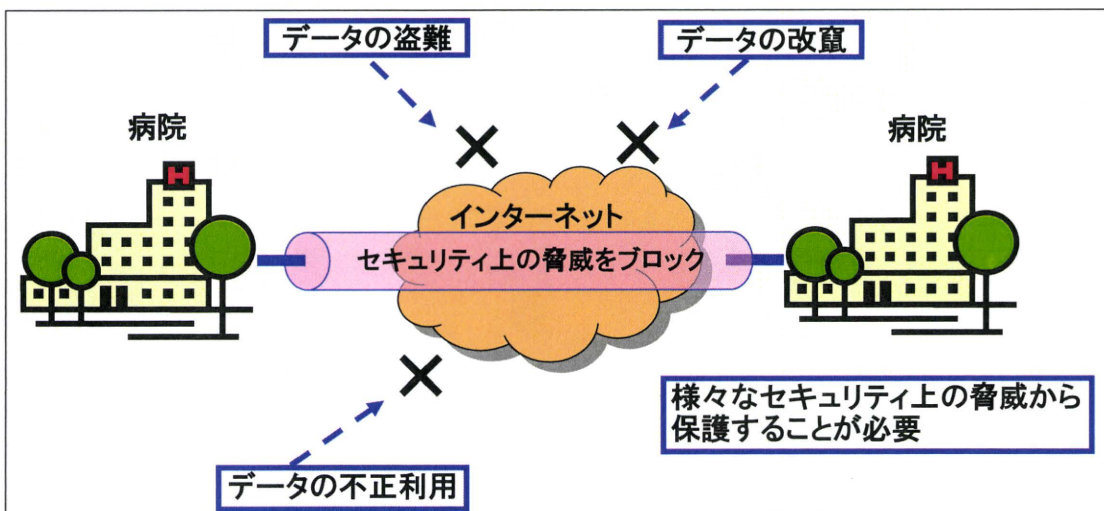 データの盗難
データの改竄
病院
病院
H
H
インターネット
セキュリティ上の脅威をブロック
様々なセキュリティ上の脅威から
保護することが必要
データの不正利用